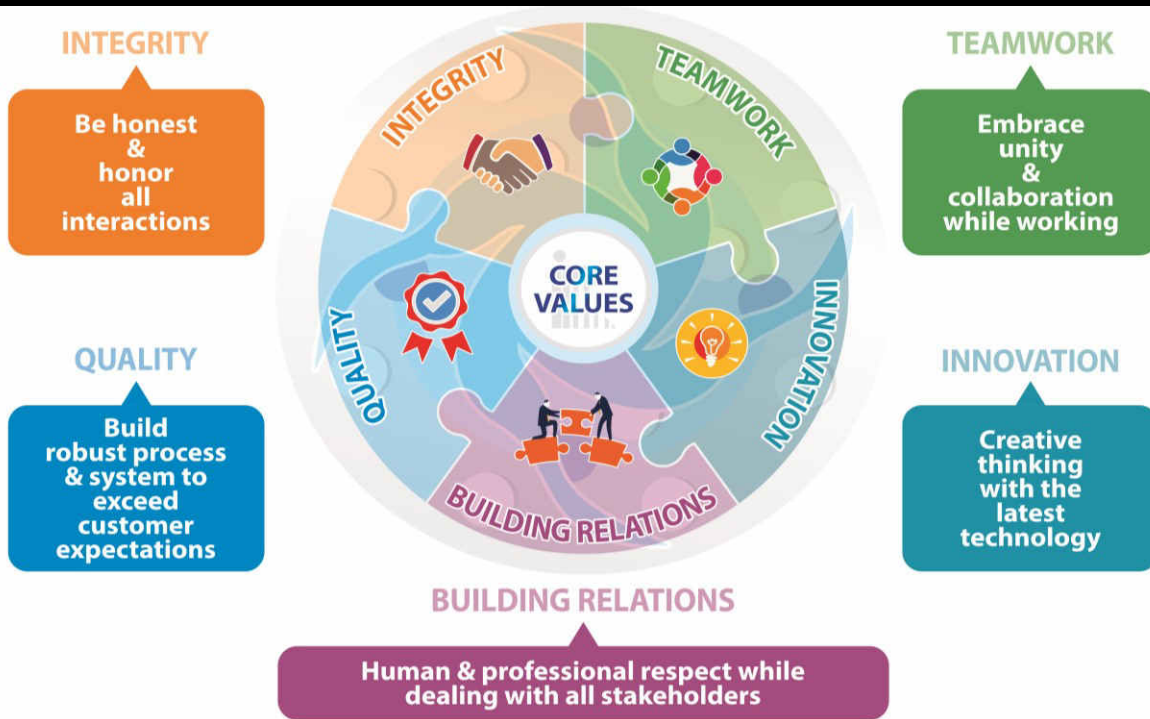 INTEGRITY
Be honest
&
honor
all
interactions
TEAMWORK
Embrace
unity
&
collaboration
while working
INTEGRITY
TEAMWORK
CORE
VALUES
QUALITY
INNOVATION
BUILDING RELATIONS
QUALITY
Build
robust process
& system to
exceed
customer
expectations
INNOVATION
Creative
thinking
with the
latest
technology
BUILDING RELATIONS
Human & professional respect while
dealing with all stakeholders